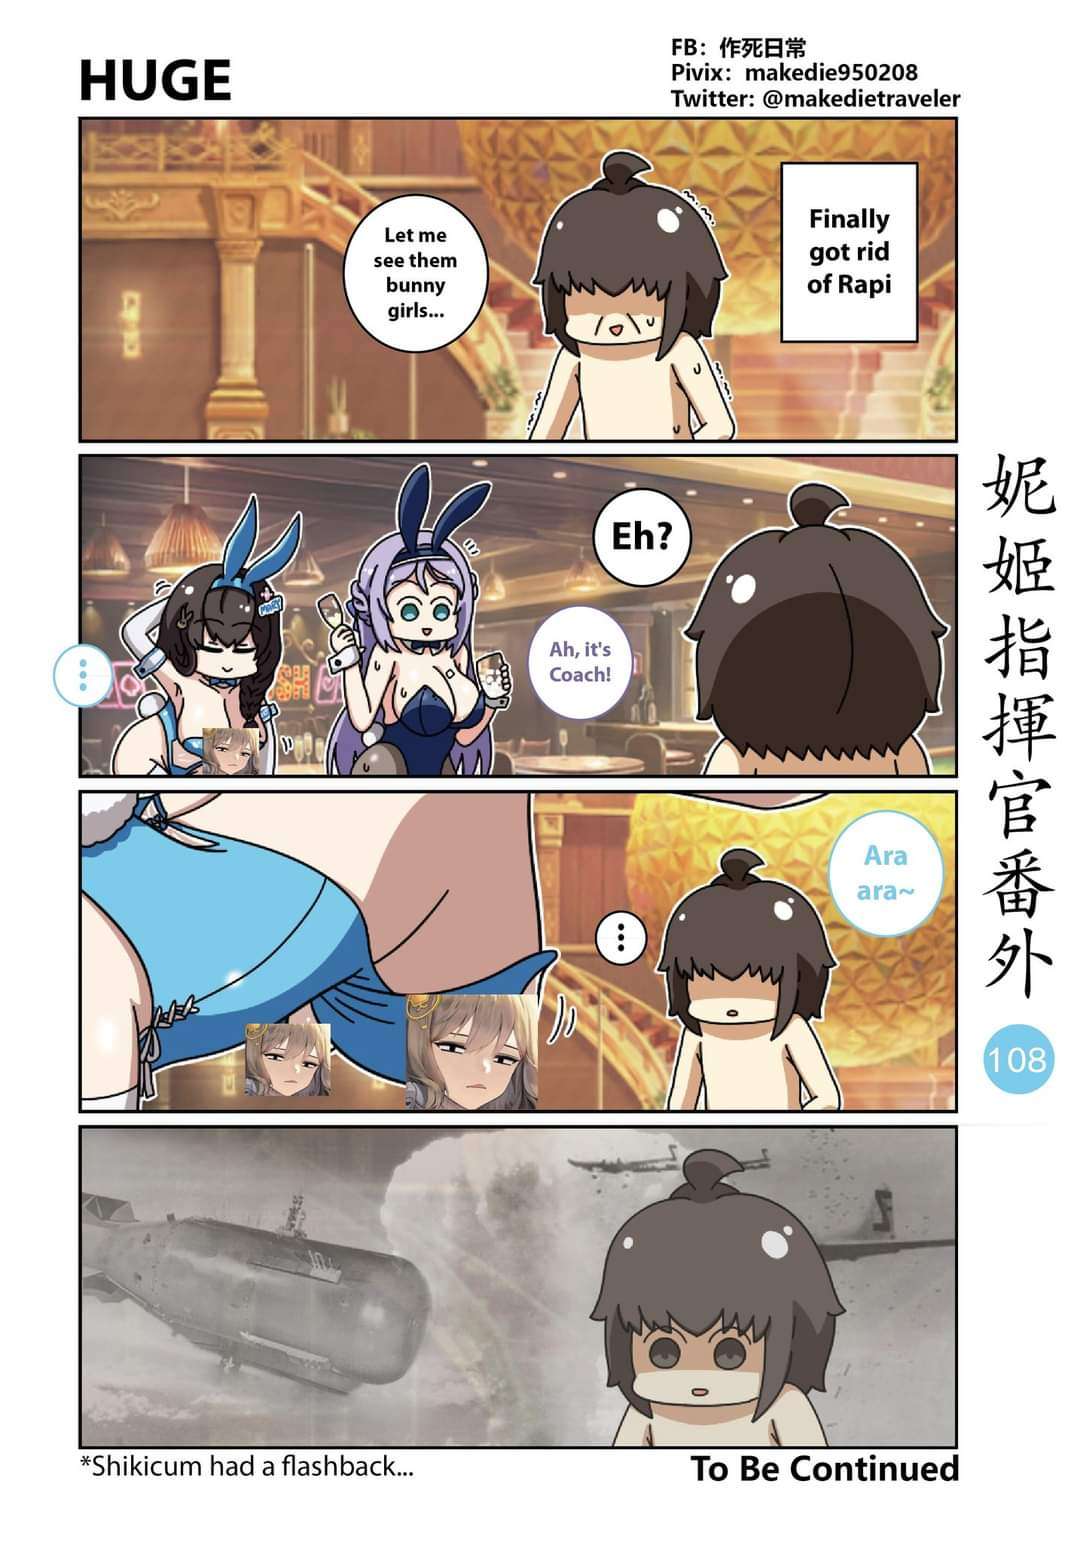 HUGE
FB：作死日常
Pivix：makedie950208
Twitter: @makedietraveler
Finally
got rid
of Rapi
Let me
see them
bunny
girls...
Eh?
Ah, it's
Coach!
MARY
SH
Ara
ara~
妮姬指揮官番外
108
*Shikicum had a flashback...
To Be Continued